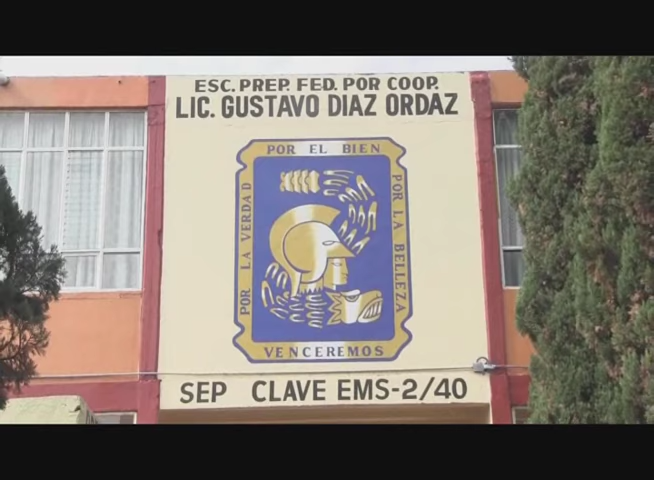 ESC. PREP. FED. POR COOP.
LIC. GUSTAVO DIAZ ORDAZ
POR EL BIEN
POR LA VERDAD
POR LA BELLEZA
VENCEREMOS
SEP CLAVE EMS-2/40